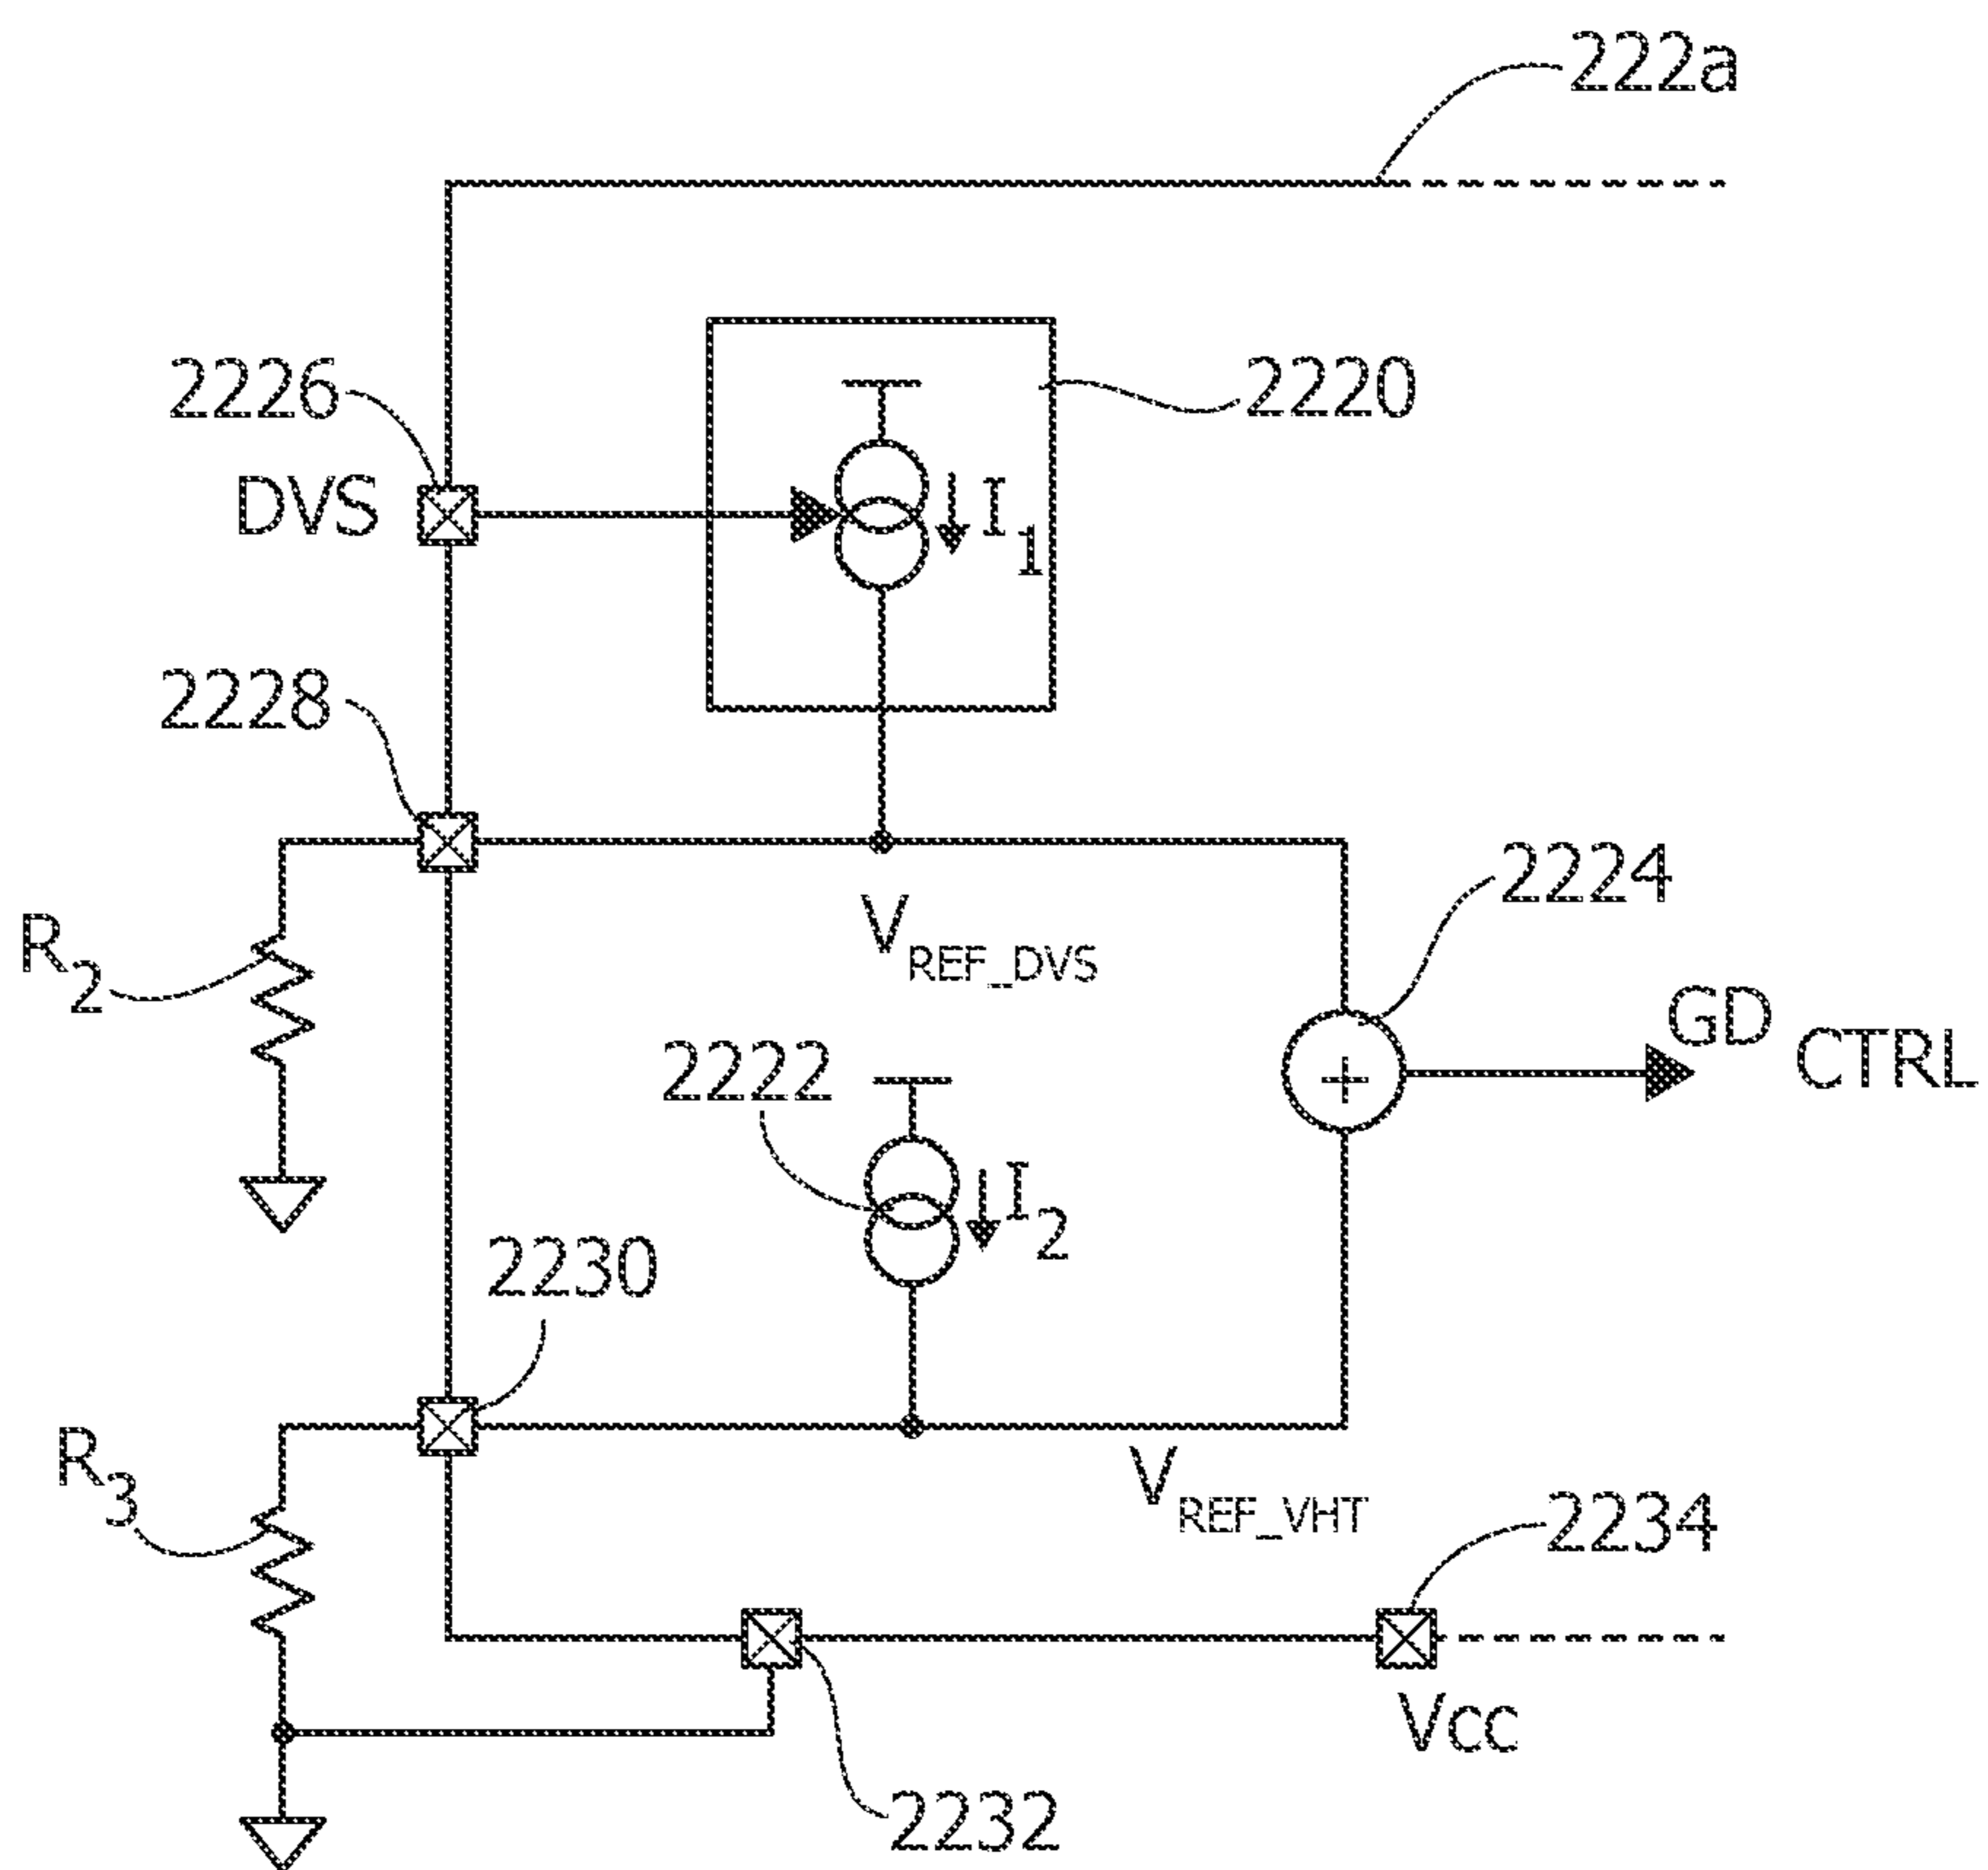 222a
2226
2220
DVS
I1
2228
2224
R2
VREF_DVS
GD CTRL
2222
I2
2230
R3
VREF_VHT
2234
Vcc
2232